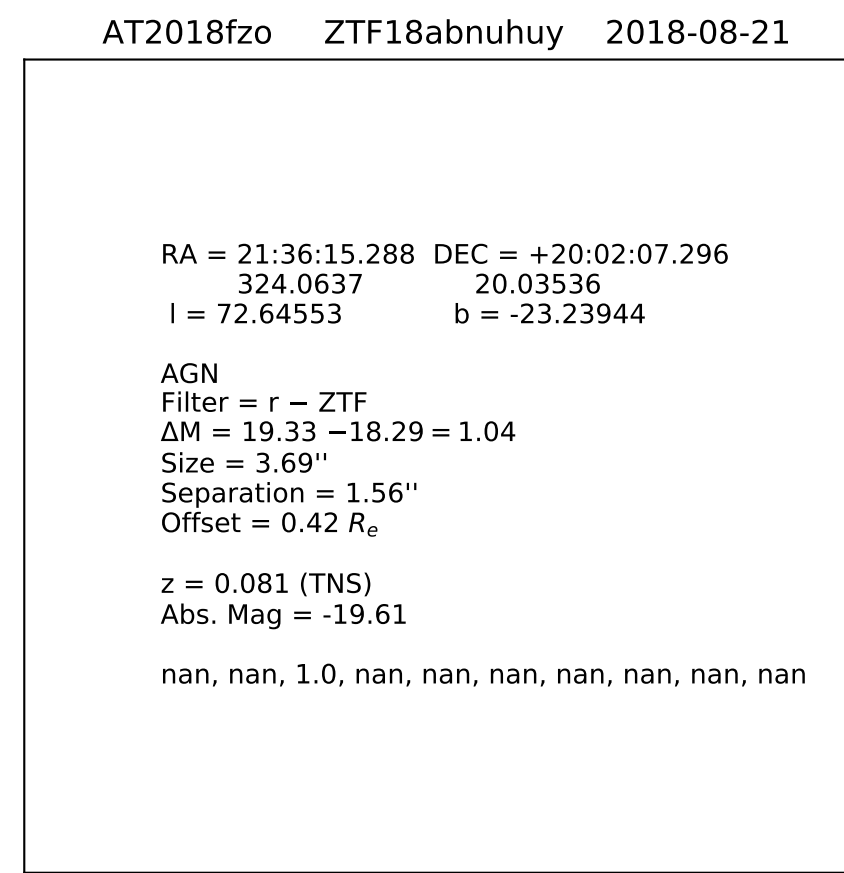 AT2018fzo ZTF18abnuhuy 2018-08-21
RA = 21:36:15.288 DEC = +20:02:07.296
324.0637 20.03536
l = 72.64553 b = -23.23944
AGN
Filter = r − ZTF
ΔM = 19.33 −18.29 = 1.04
Size = 3.69''
Separation = 1.56''
Offset = 0.42 Re
z = 0.081 (TNS)
Abs. Mag = -19.61
nan, nan, 1.0, nan, nan, nan, nan, nan, nan, nan